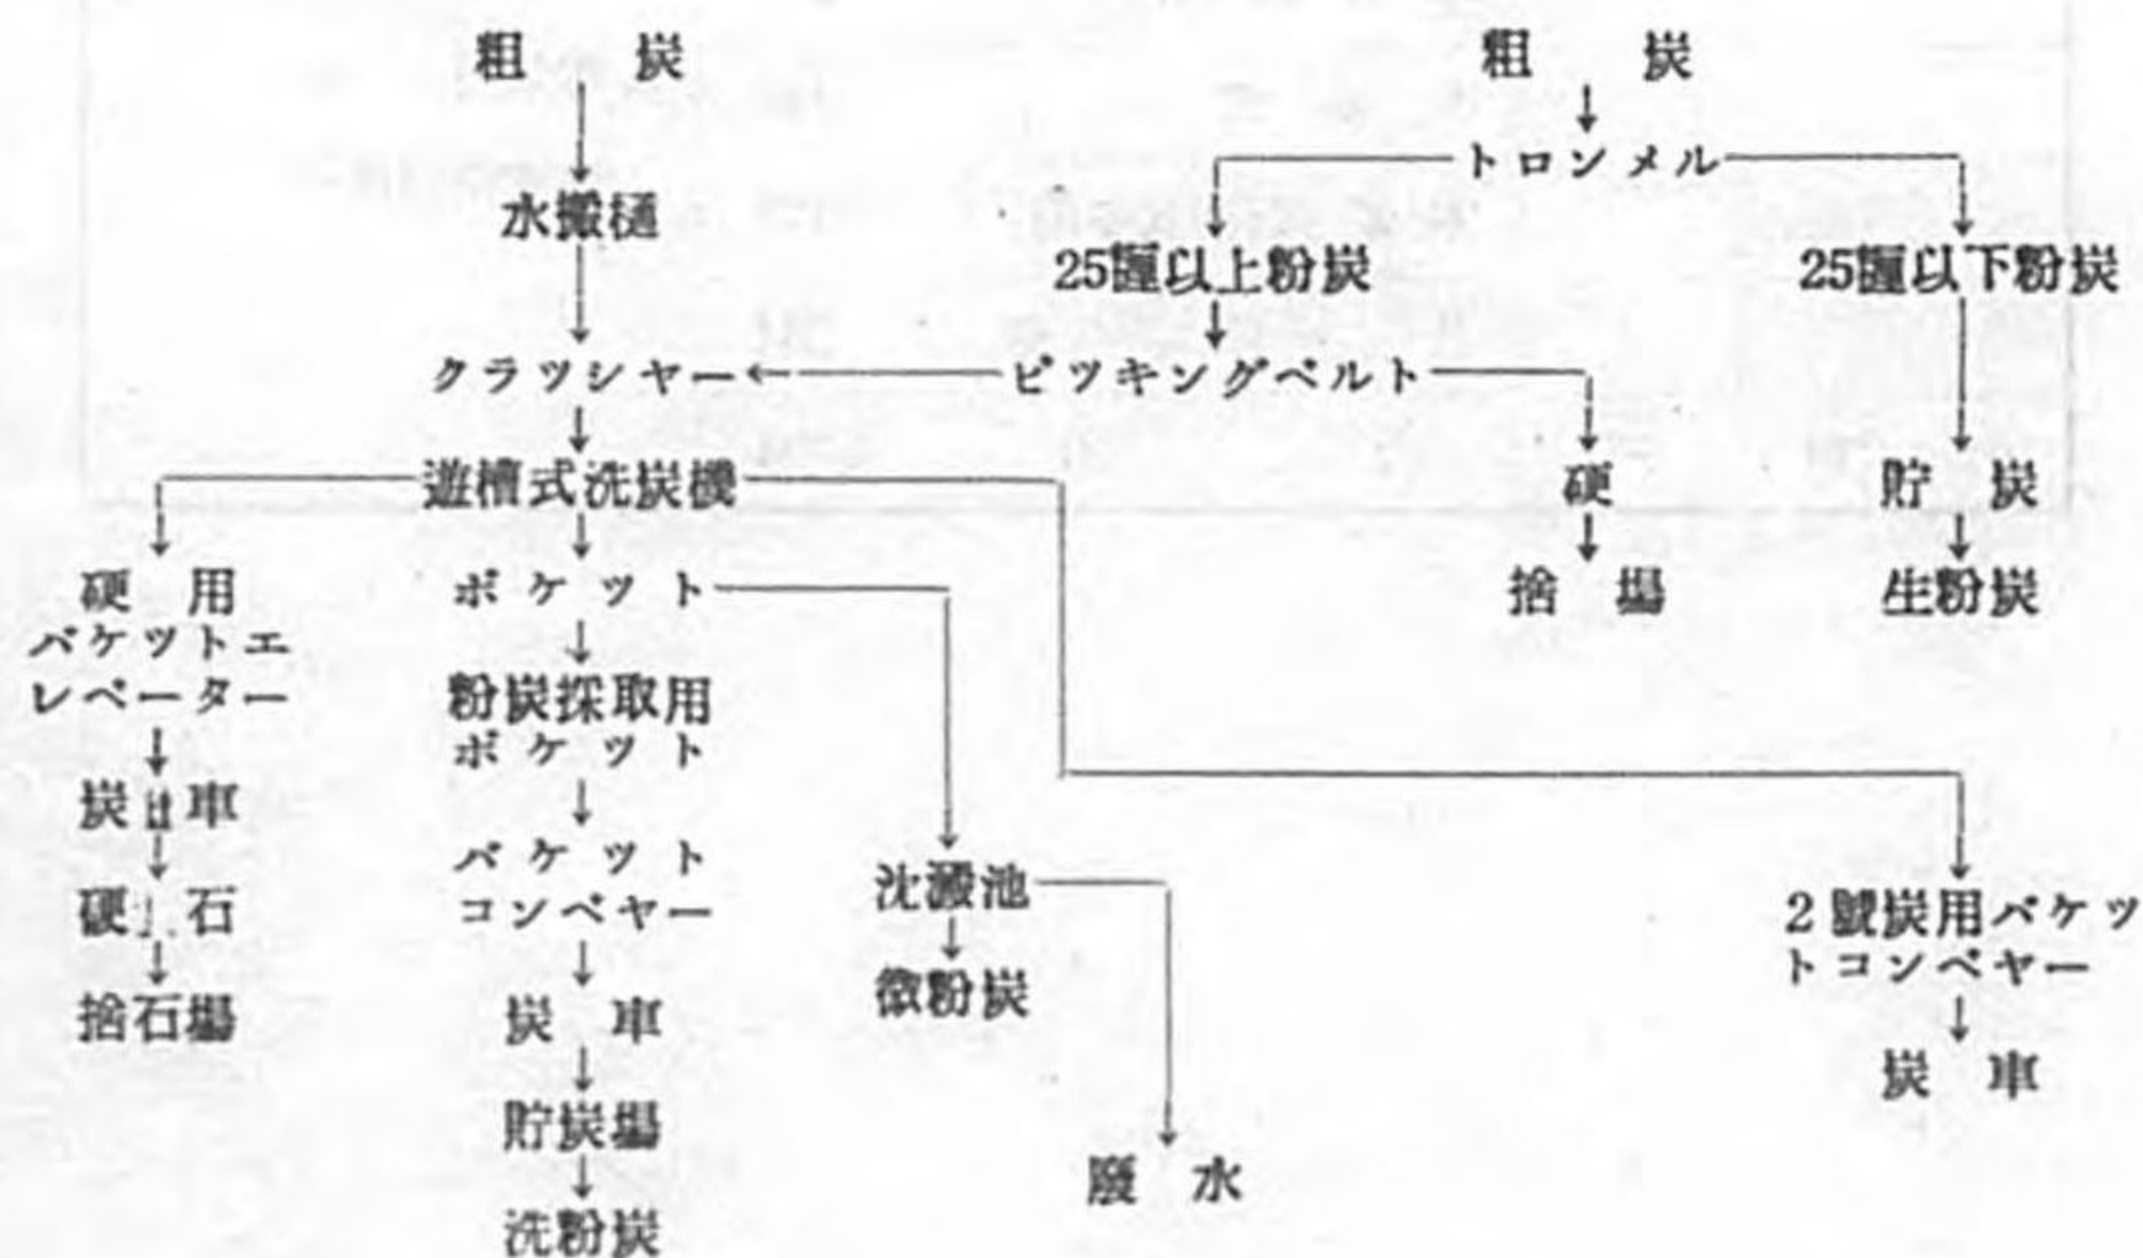 粗炭
粗炭
トロンメル
水搬樋
25粍以上粉炭
25粍以下粉炭
クラツシヤー
ピツキングベルト
遊槽式洗炭機
硬
貯炭
硬用
バケットエ
レベーター
ポケット
捨場
生粉炭
粉炭採取用
ポケット
炭車
バケット
コンベヤー
沈澱池
2號炭用バケッ
トコンベヤー
硬石
微粉炭
捨石場
炭車
炭車
貯炭場
廢水
洗粉炭